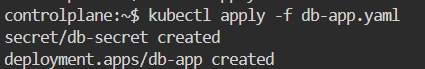 controlplane:~$ kubectl apply -f db-app.yaml
secret/db-secret created
deployment.apps/db-app created